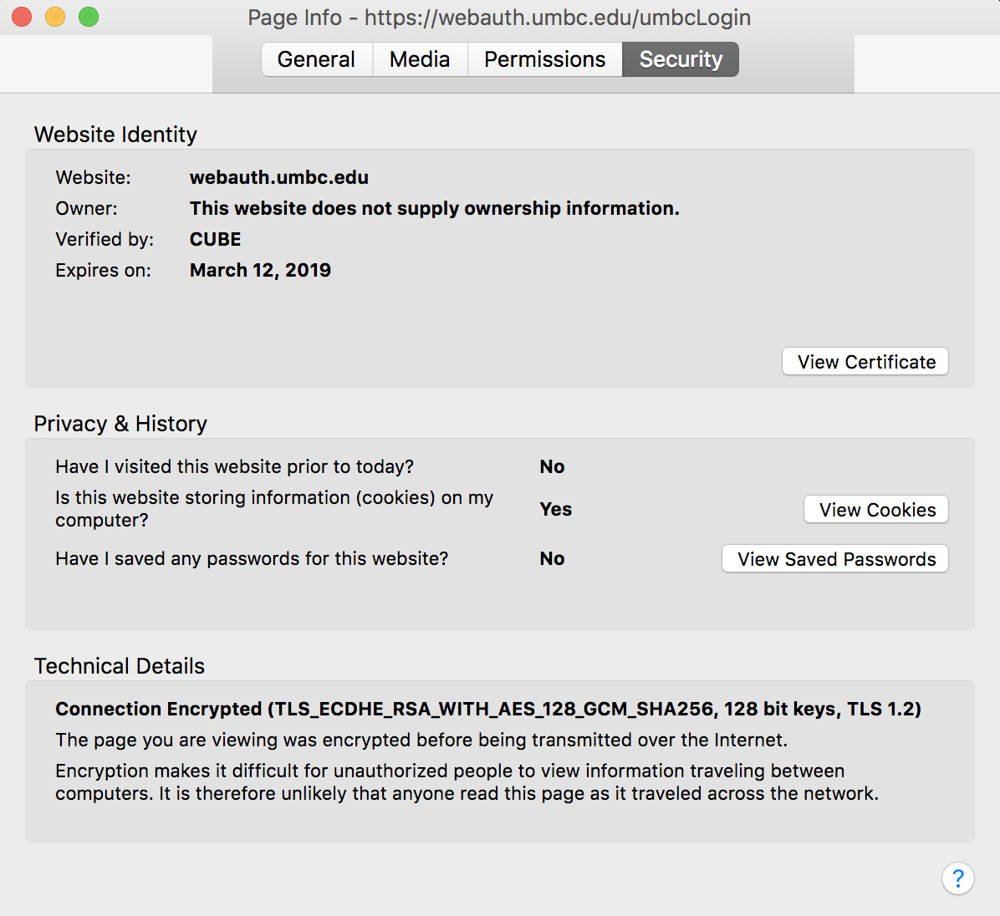 Page Info - https://webauth.umbc.edu/umbcLogin
General Media Permissions Security
Website Identity
Website: webauth.umbc.edu
Owner: This website does not supply ownership information.
Verified by: CUBE
Expires on: March 12, 2019
View Certificate
Privacy & History
Have I visited this website prior to today? No
Is this website storing information (cookies) on my
computer?
Yes
View Cookies
Have I saved any passwords for this website? No View Saved Passwords
Technical Details
Connection Encrypted (TLS_ECDHE_RSA_WITH_AES_128_GCM_SHA256, 128 bit keys, TLS 1.2)
The page you are viewing was encrypted before being transmitted over the Internet.
Encryption makes it difficult for unauthorized people to view information traveling between
computers. It is therefore unlikely that anyone read this page as it traveled across the network.
?